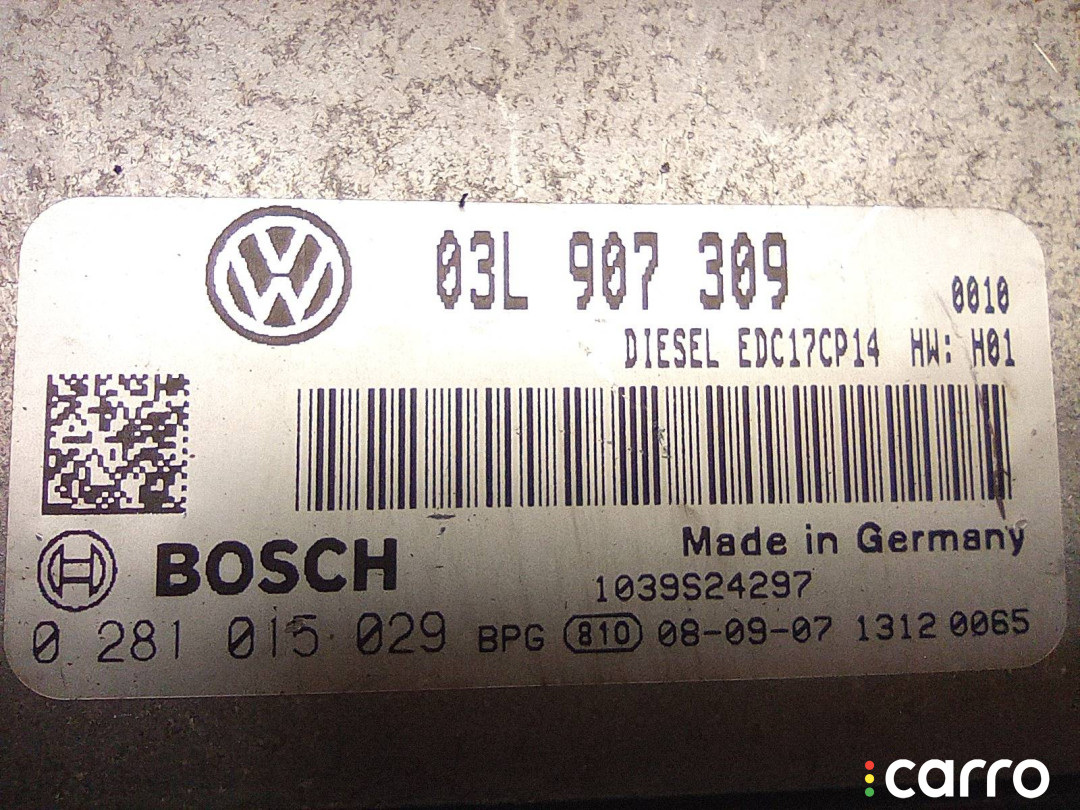 03L 907 309
0010
DIESEL EDC17CP14 HW: H01
Made in Germany
BOSCH
1039S24297
0 281 015 029 BPG 810 08-09-07 1312 0065
carro